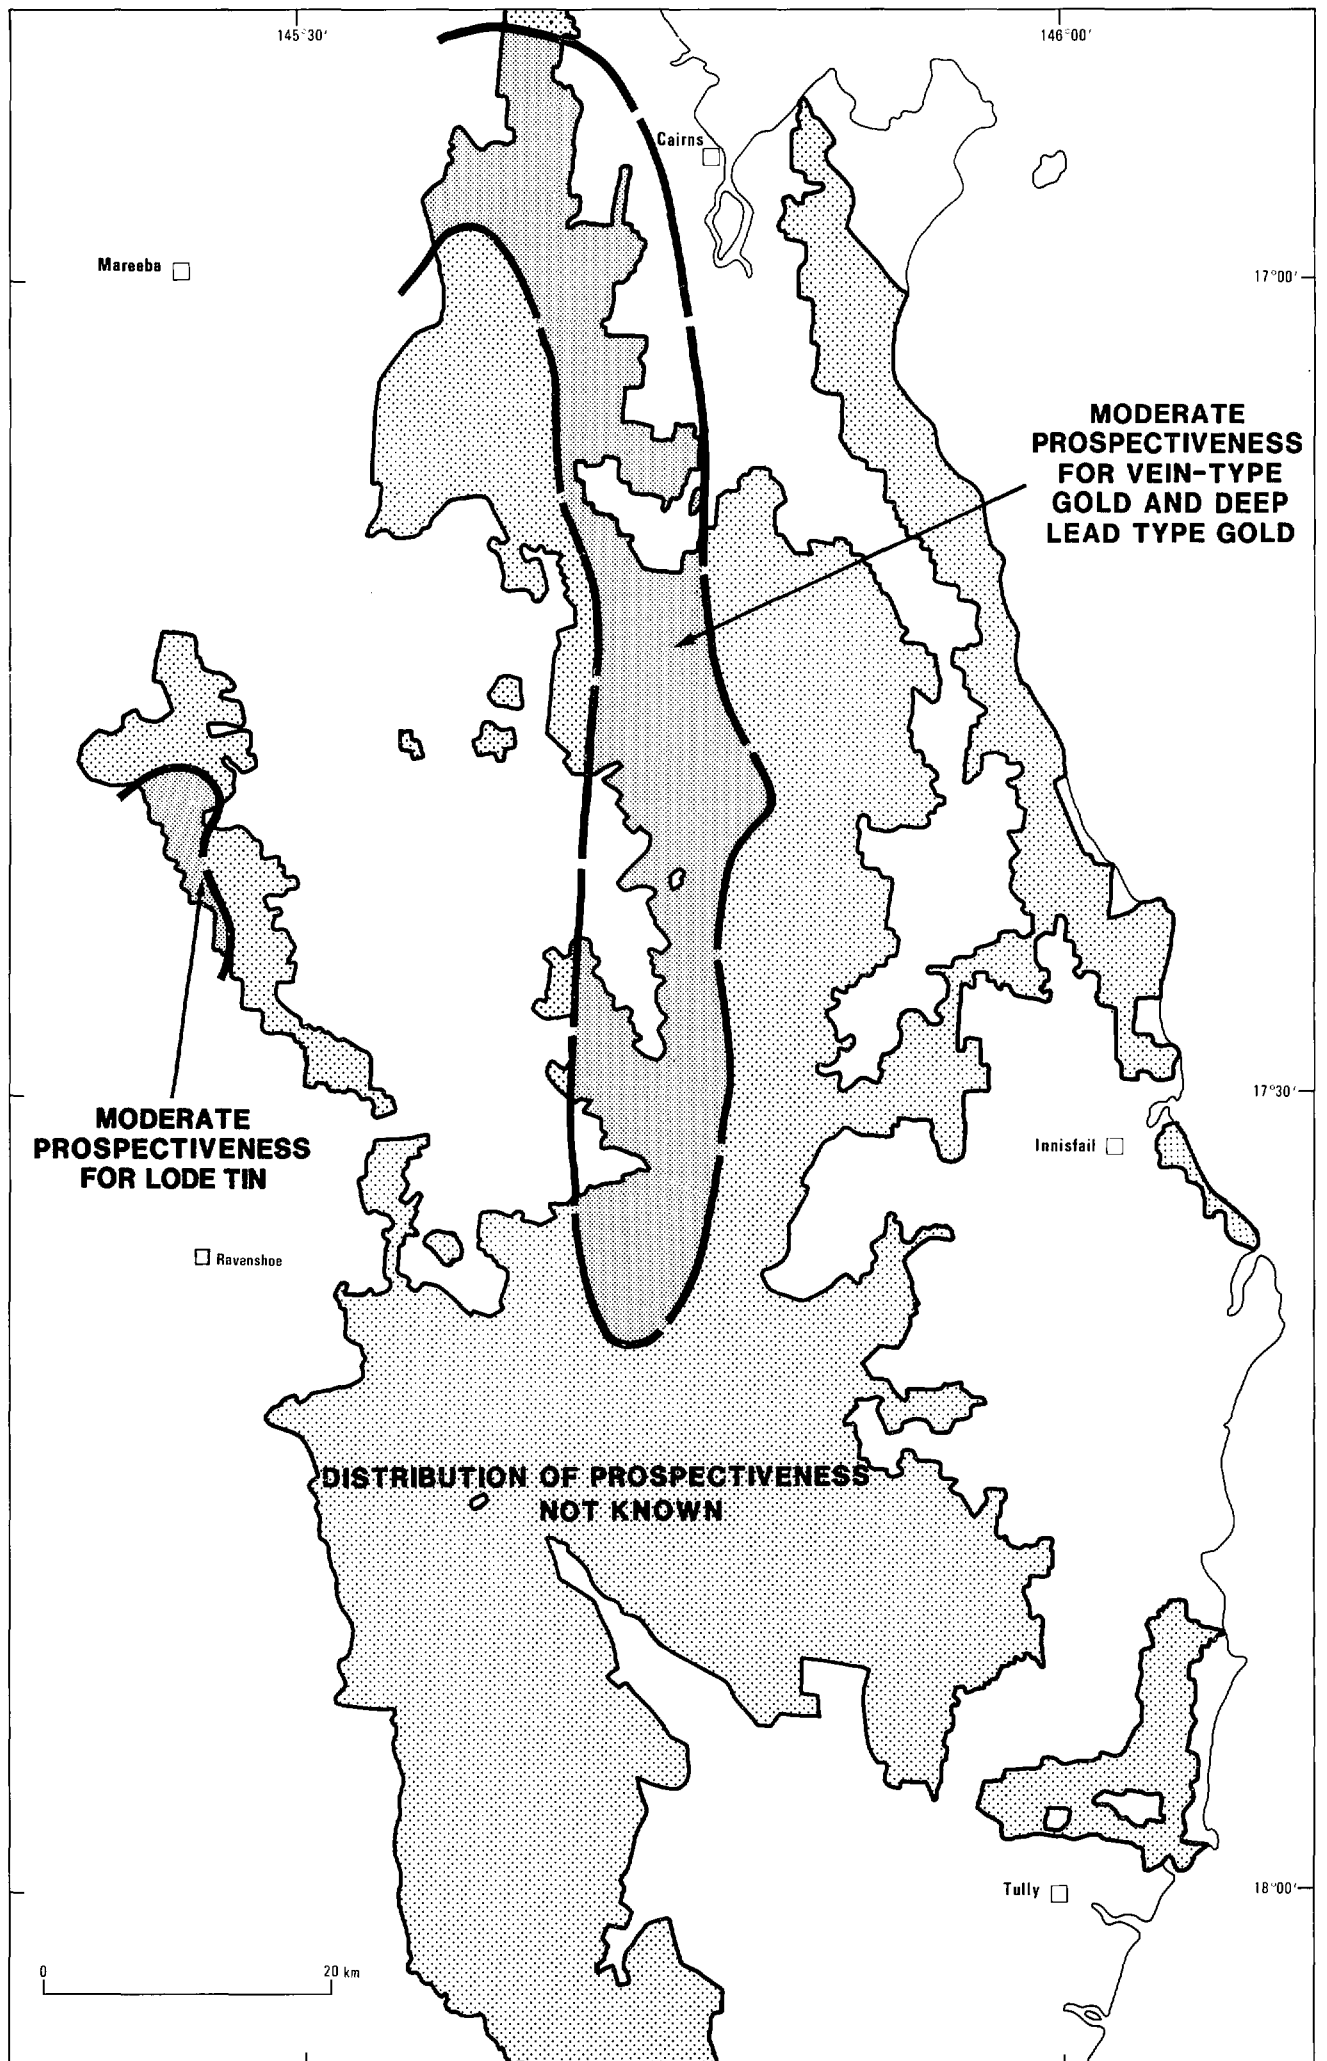 145°30'
146°00'
Cairns
Mareeba
17°00'
MODERATE
PROSPECTIVENESS
FOR VEIN-TYPE
GOLD AND DEEP
LEAD TYPE GOLD
MODERATE
PROSPECTIVENESS
FOR LODE TIN
17°30'
Innisfail
Ravenshoe
DISTRIBUTION OF PROSPECTIVENESS
NOT KNOWN
Tully
18°00'
0 20 km